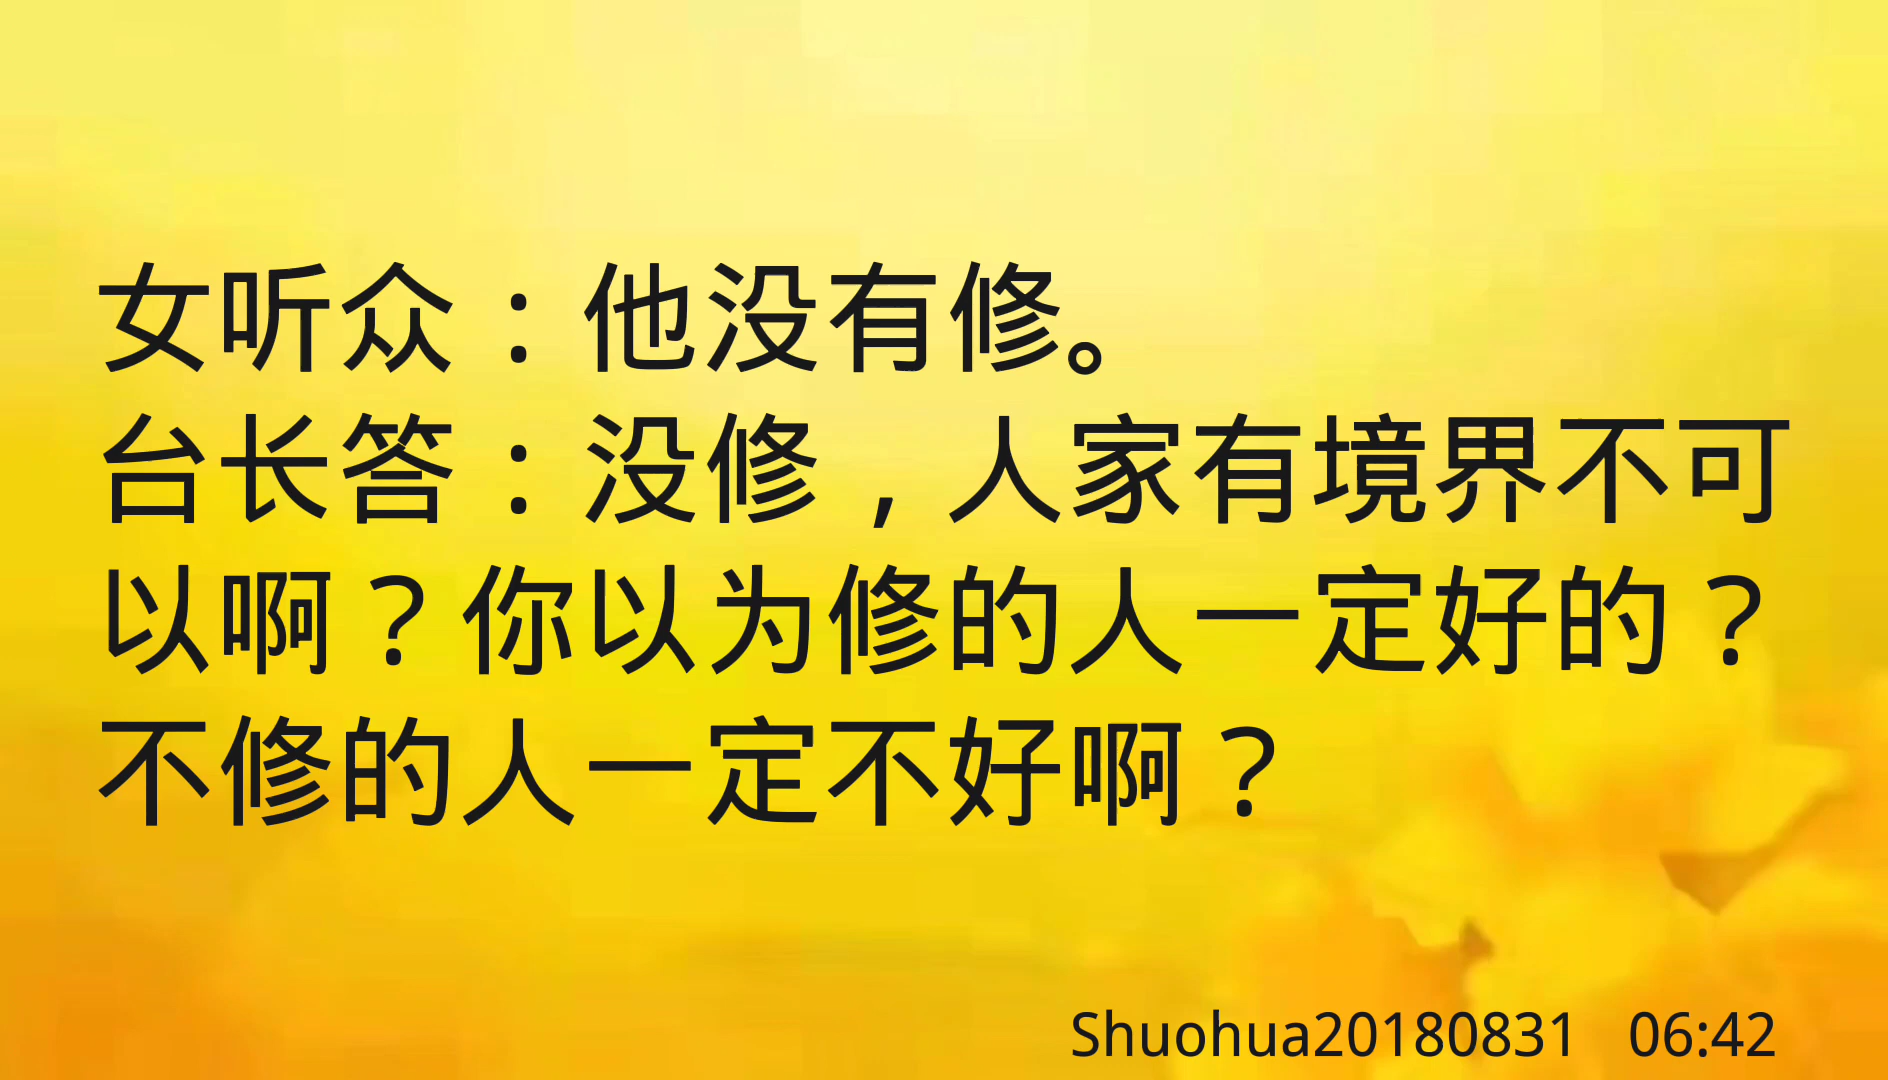 女听众：他没有修。
台长答：没修，人家有境界不可
以啊？你以为修的人一定好的？
不修的人一定不好啊？
Shuohua20180831 06:42